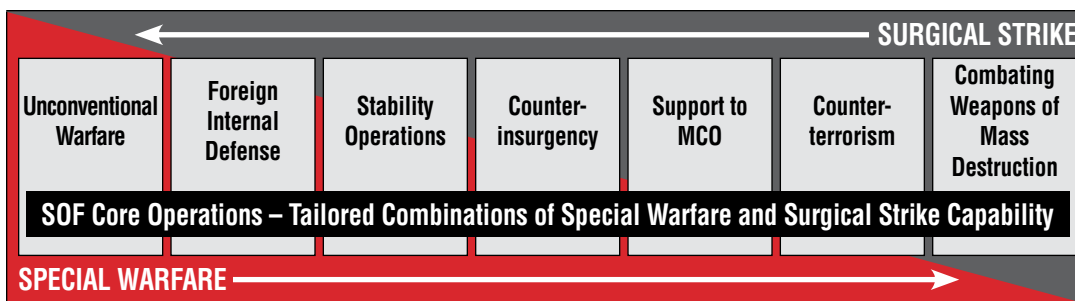 SURGICAL STRIKE
Unconventional
Warfare
Foreign
Internal
Defense
Stability
Operations
Counter-
insurgency
Support to
MCO
Counter-
terrorism
Combating
Weapons of
Mass
Destruction
SOF Core Operations – Tailored Combinations of Special Warfare and Surgical Strike Capability
SPECIAL WARFARE